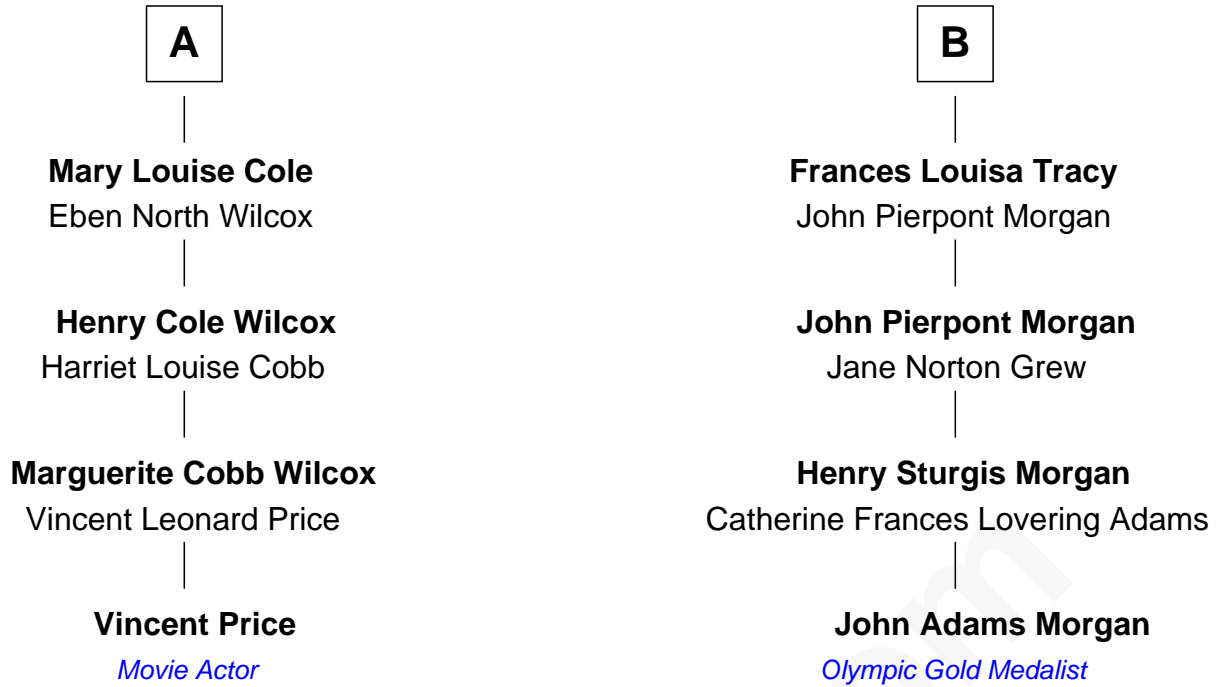 A
Mary Louise Cole
Eben North Wilcox
Henry Cole Wilcox
Harriet Louise Cobb
Marguerite Cobb Wilcox
Vincent Leonard Price
Vincent Price
Movie Actor
B
Frances Louisa Tracy
John Pierpont Morgan
John Pierpont Morgan
Jane Norton Grew
Henry Sturgis Morgan
Catherine Frances Lovering Adams
John Adams Morgan
Olympic Gold Medalist